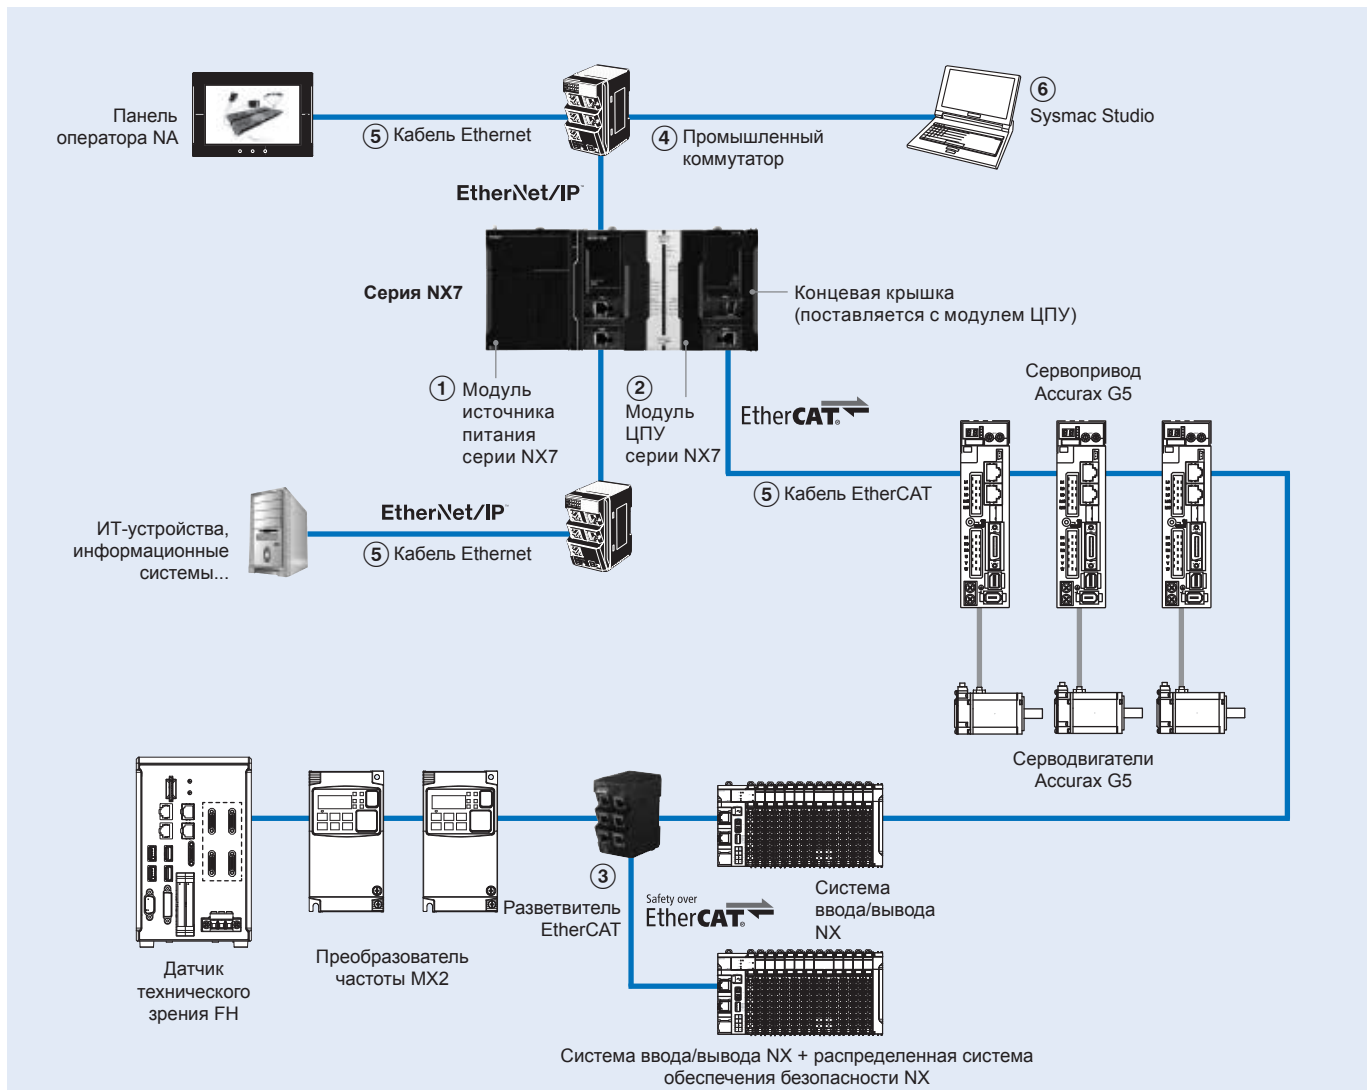 Панель
оператора NA
⑤ Кабель Ethernet
④ Промышленный
коммутатор
⑥
Sysmac Studio
EtherNet/IP™
Серия NX7
Концевая крышка
(поставляется с модулем ЦПУ)
① Модуль
источника
питания
серии NX7
②
Модуль
ЦПУ
серии NX7
EtherCAT®
Сервопривод
Accurax G5
⑤ Кабель EtherCAT
ИТ-устройства,
информационные
системы...
EtherNet/IP™
⑤ Кабель Ethernet
Серводвигатели
Accurax G5
③
Разветвитель
EtherCAT
Safety over
EtherCAT®
Система
ввода/вывода
NX
Преобразователь
частоты MX2
Датчик
технического
зрения FH
Система ввода/вывода NX + распределенная система
обеспечения безопасности NX